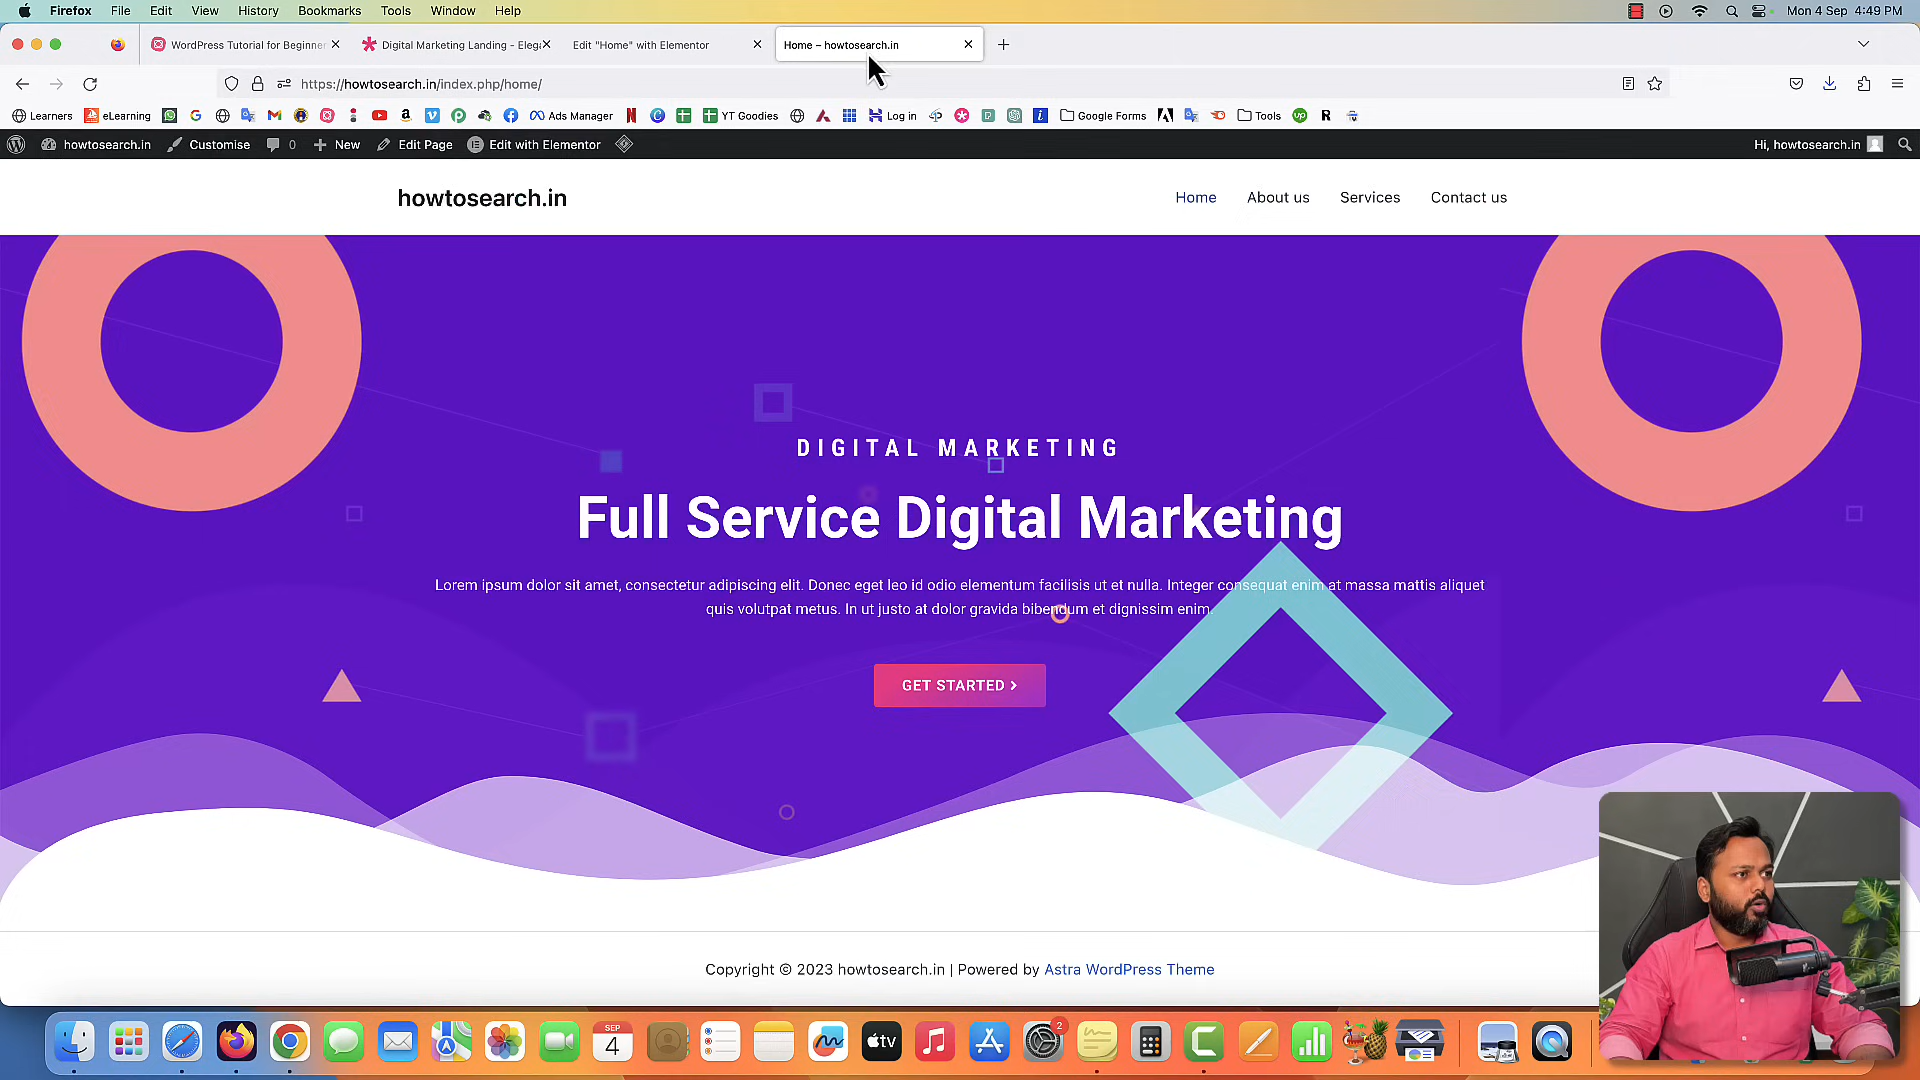 Firefox File Edit View History Bookmarks Tools Window Help Mon 4 Sep 4:49 PM
WordPress Tutorial for Beginner Digital Marketing Landing - Eleg Edit "Home" with Elementor Home – howtosearch.in
https://howtosearch.in/index.php/home/
Learners eLearning Ads Manager YT Goodies Log in Google Forms Tools
howtosearch.in Customise 0 New Edit Page Edit with Elementor Hi, howtosearch.in
howtosearch.in Home About us Services Contact us
DIGITAL MARKETING
Full Service Digital Marketing
Lorem ipsum dolor sit amet, consectetur adipiscing elit. Donec eget leo id odio elementum facilisis ut et nulla. Integer consequat enim at massa mattis aliquet
quis volutpat metus. In ut justo at dolor gravida bibendum et dignissim enim.
GET STARTED
Copyright © 2023 howtosearch.in | Powered by Astra WordPress Theme
SEP
4
tv
2